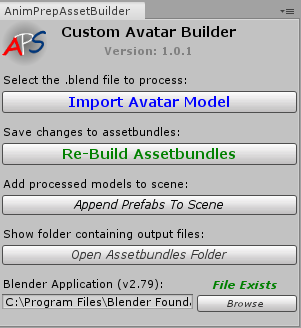 AnimPrepAssetBuilder
APS
Custom Avatar Builder
Version: 1.0.1
Select the .blend file to process:
Import Avatar Model
Save changes to assetbundles:
Re-Build Assetbundles
Add processed models to scene:
Append Prefabs To Scene
Show folder containing output files:
Open Assetbundles Folder
Blender Application (v2.79):
File Exists
C:\Program Files\Blender Found
Browse